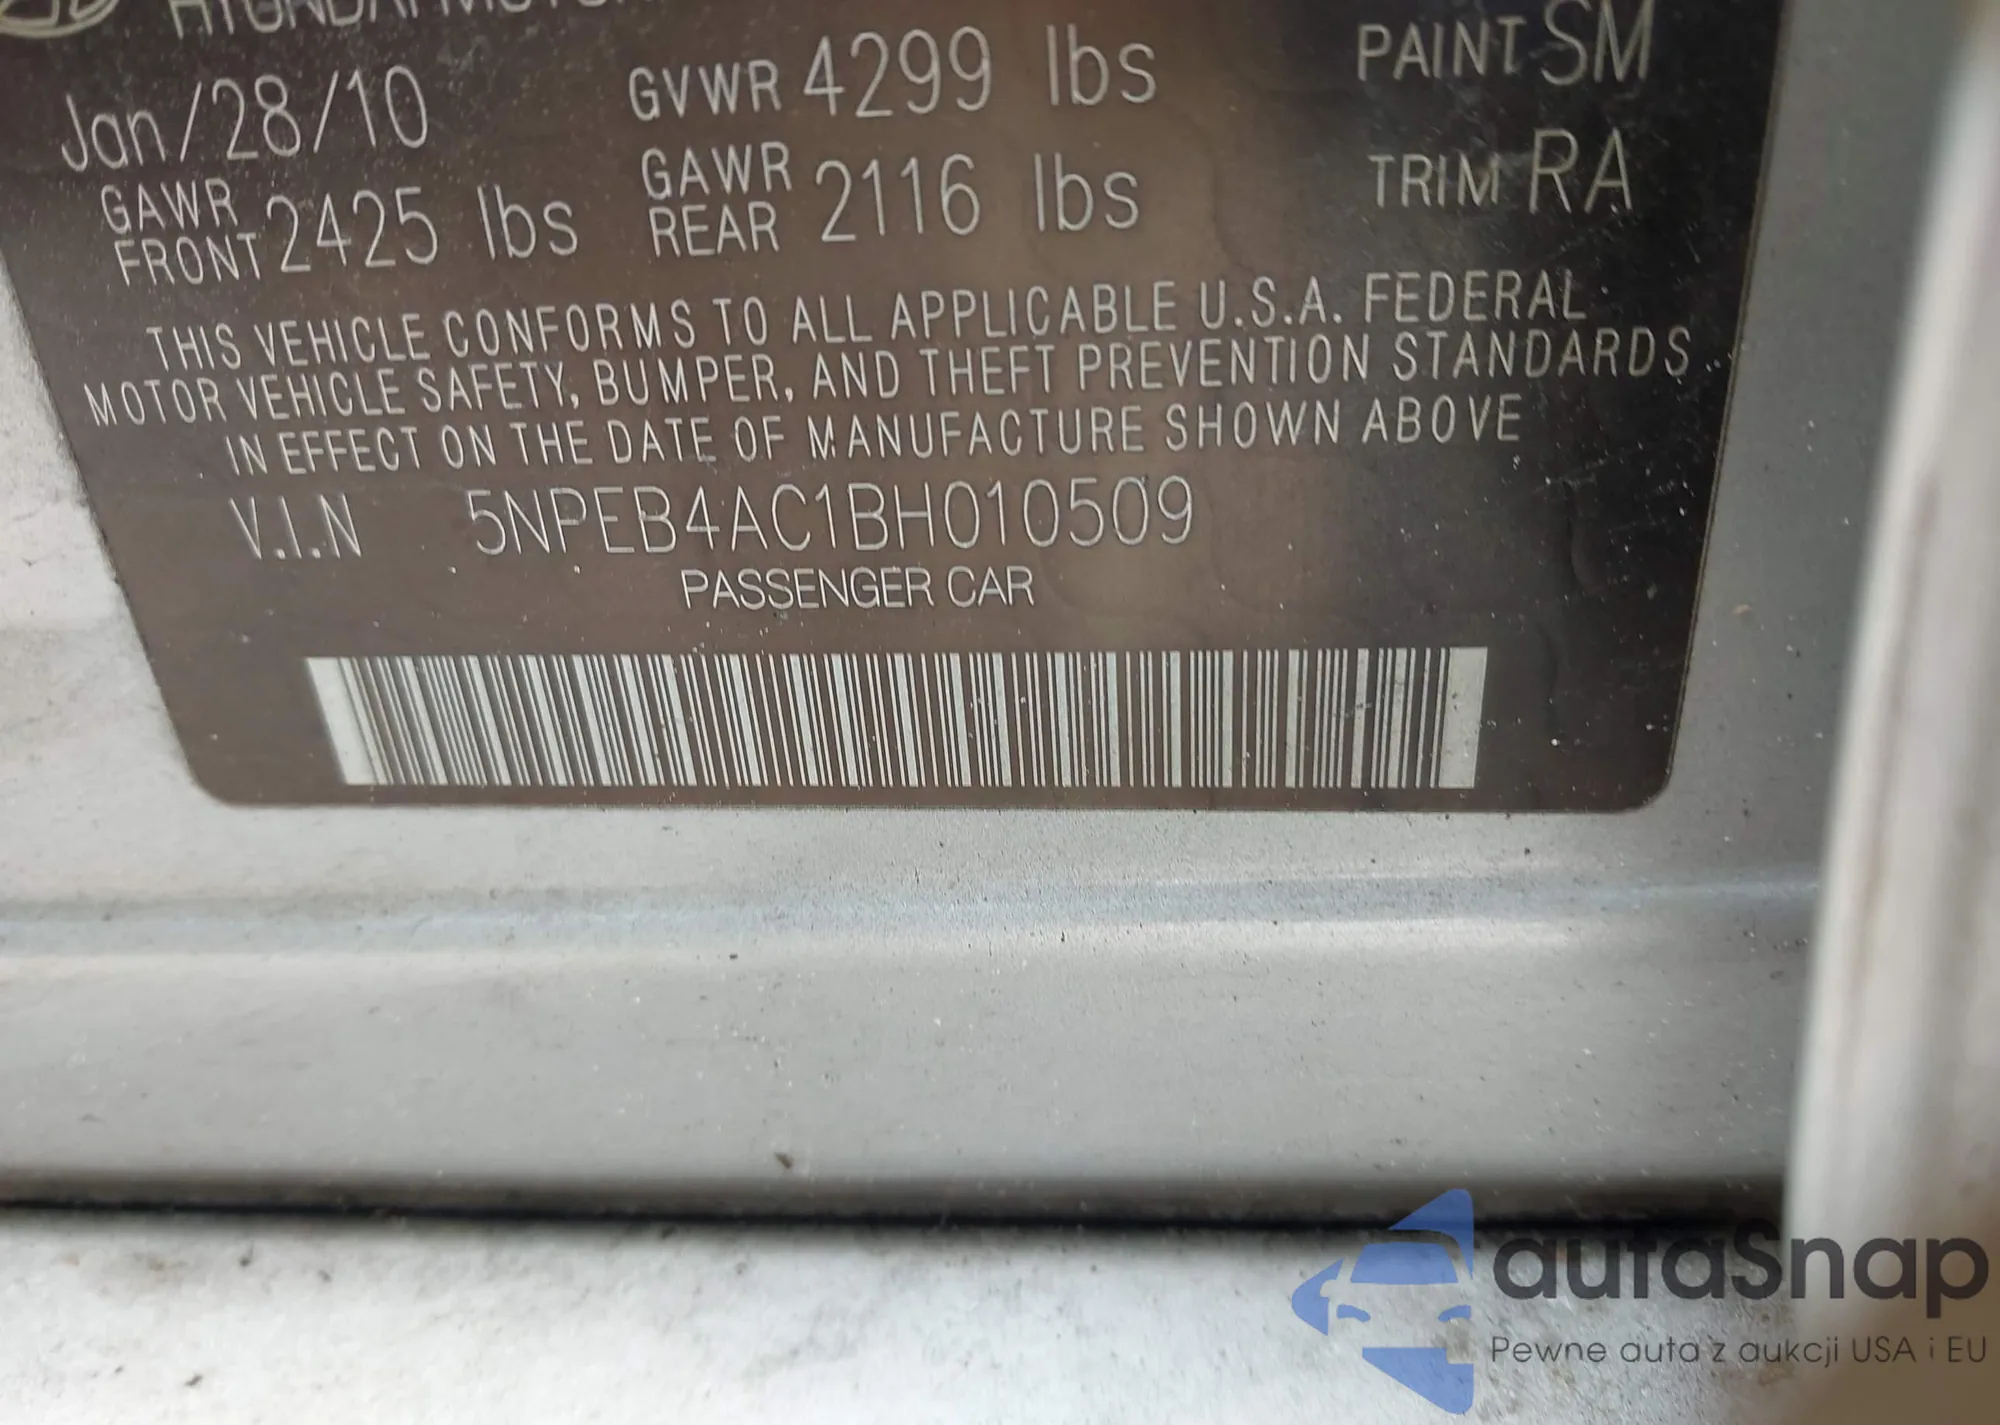 HYUNDAI MOTOR
Jan/28/10 GVWR 4299 lbs PAINT SM
GAWR FRONT 2425 lbs GAWR REAR 2116 lbs TRIM RA
THIS VEHICLE CONFORMS TO ALL APPLICABLE U.S.A. FEDERAL
MOTOR VEHICLE SAFETY, BUMPER, AND THEFT PREVENTION STANDARDS
IN EFFECT ON THE DATE OF MANUFACTURE SHOWN ABOVE
V.I.N 5NPEB4AC1BH010509
PASSENGER CAR
autaSnap
Pewne auta z aukcji USA i EU